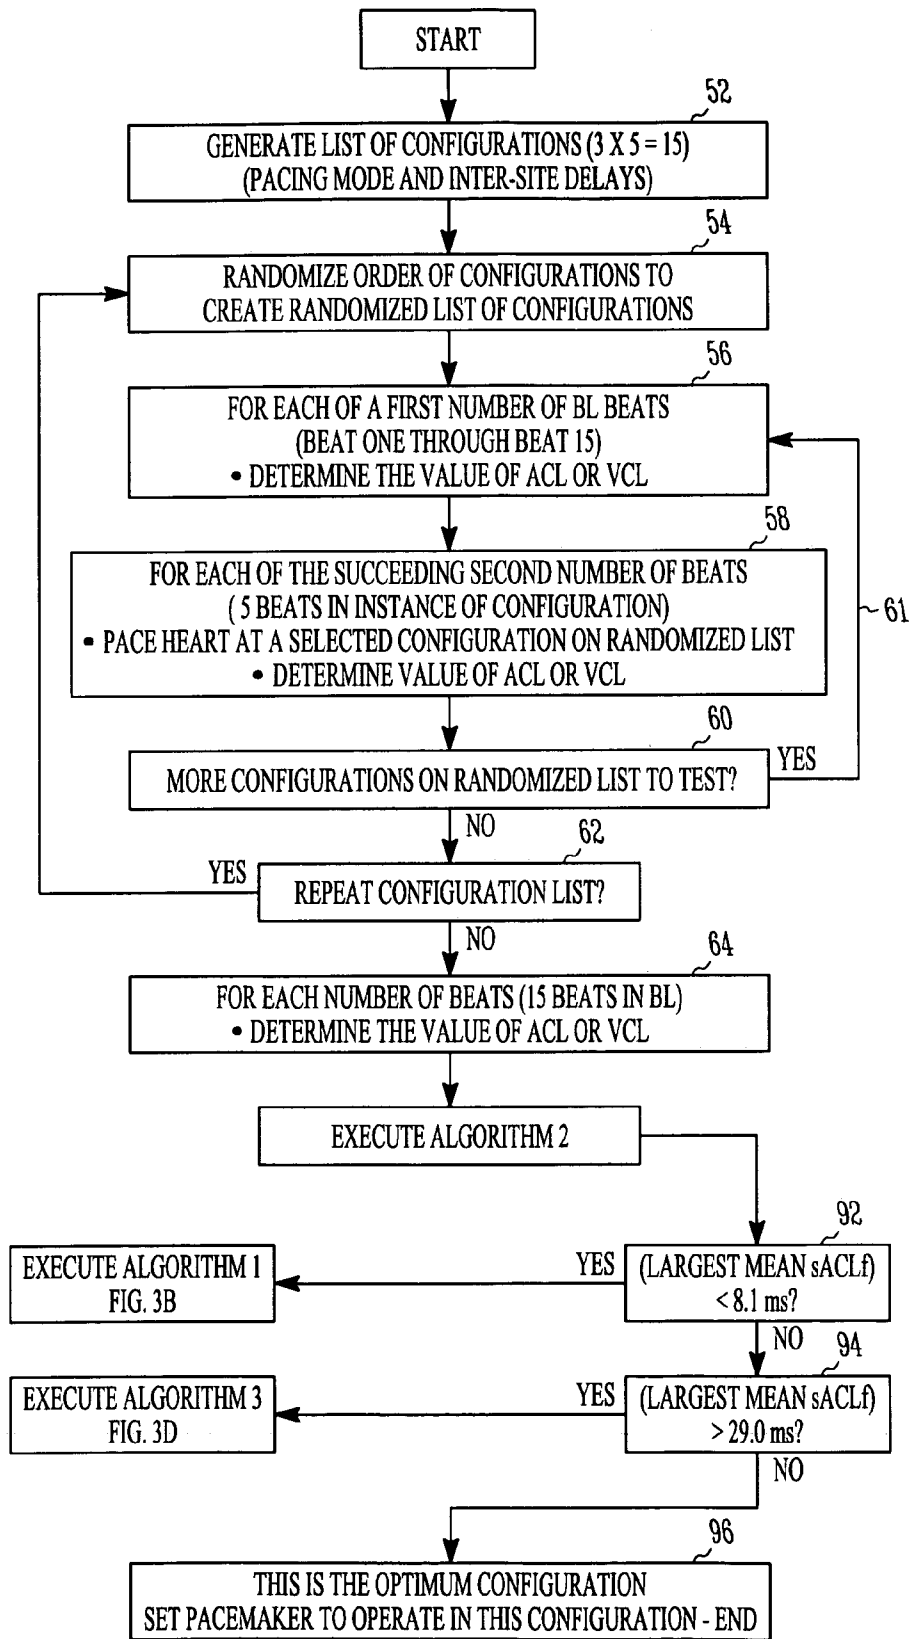 START
52
GENERATE LIST OF CONFIGURATIONS (3 X 5 = 15)
(PACING MODE AND INTER-SITE DELAYS)
54
RANDOMIZE ORDER OF CONFIGURATIONS TO
CREATE RANDOMIZED LIST OF CONFIGURATIONS
56
FOR EACH OF A FIRST NUMBER OF BL BEATS
(BEAT ONE THROUGH BEAT 15)
• DETERMINE THE VALUE OF ACL OR VCL
58
FOR EACH OF THE SUCCEEDING SECOND NUMBER OF BEATS
( 5 BEATS IN INSTANCE OF CONFIGURATION)
• PACE HEART AT A SELECTED CONFIGURATION ON RANDOMIZED LIST
• DETERMINE VALUE OF ACL OR VCL
61
60
MORE CONFIGURATIONS ON RANDOMIZED LIST TO TEST?
YES
NO
62
YES
REPEAT CONFIGURATION LIST?
NO
64
FOR EACH NUMBER OF BEATS (15 BEATS IN BL)
• DETERMINE THE VALUE OF ACL OR VCL
EXECUTE ALGORITHM 2
92
EXECUTE ALGORITHM 1
FIG. 3B
YES
(LARGEST MEAN sACLf)
< 8.1 ms?
NO
94
EXECUTE ALGORITHM 3
FIG. 3D
YES
(LARGEST MEAN sACLf)
> 29.0 ms?
NO
96
THIS IS THE OPTIMUM CONFIGURATION
SET PACEMAKER TO OPERATE IN THIS CONFIGURATION - END